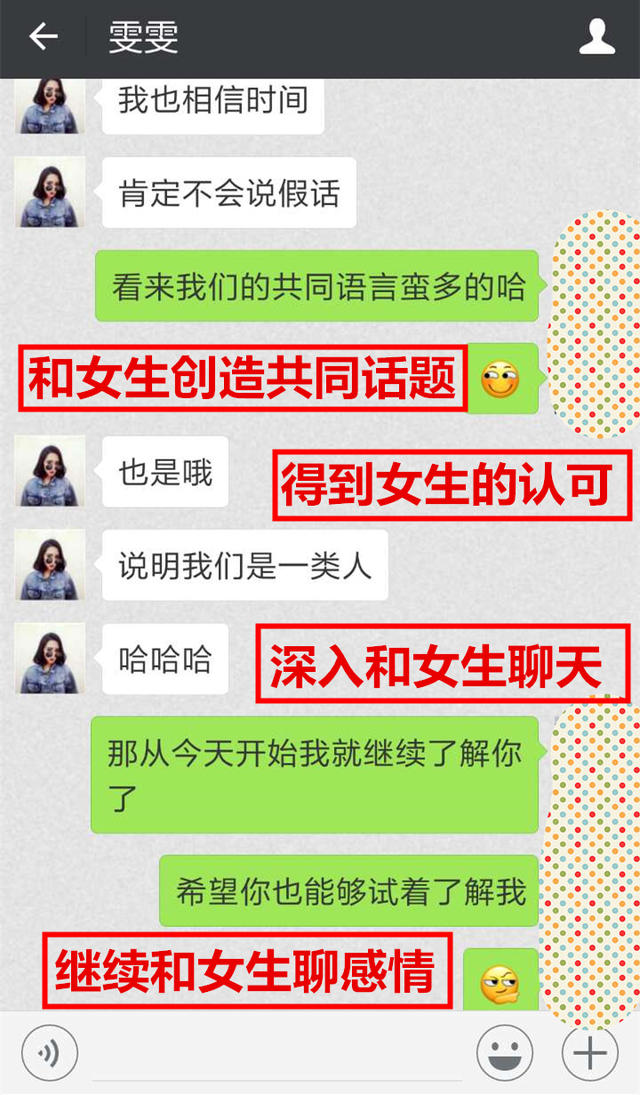 雯雯
我也相信时间
肯定不会说假话
看来我们的共同语言蛮多的哈
和女生创造共同话题
也是哦
得到女生的认可
说明我们是一类人
哈哈哈
深入和女生聊天
那从今天开始我就继续了解你
了
希望你也能够试着了解我
继续和女生聊感情